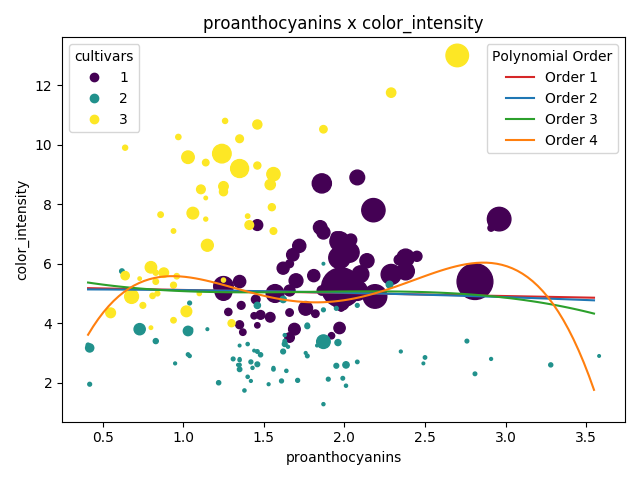 proanthocyanins x color_intensity
cultivars
1
2
3
Polynomial Order
Order 1
Order 2
Order 3
Order 4
color_intensity
12
10
8
6
4
2
0.5 1.0 1.5 2.0 2.5 3.0 3.5
proanthocyanins